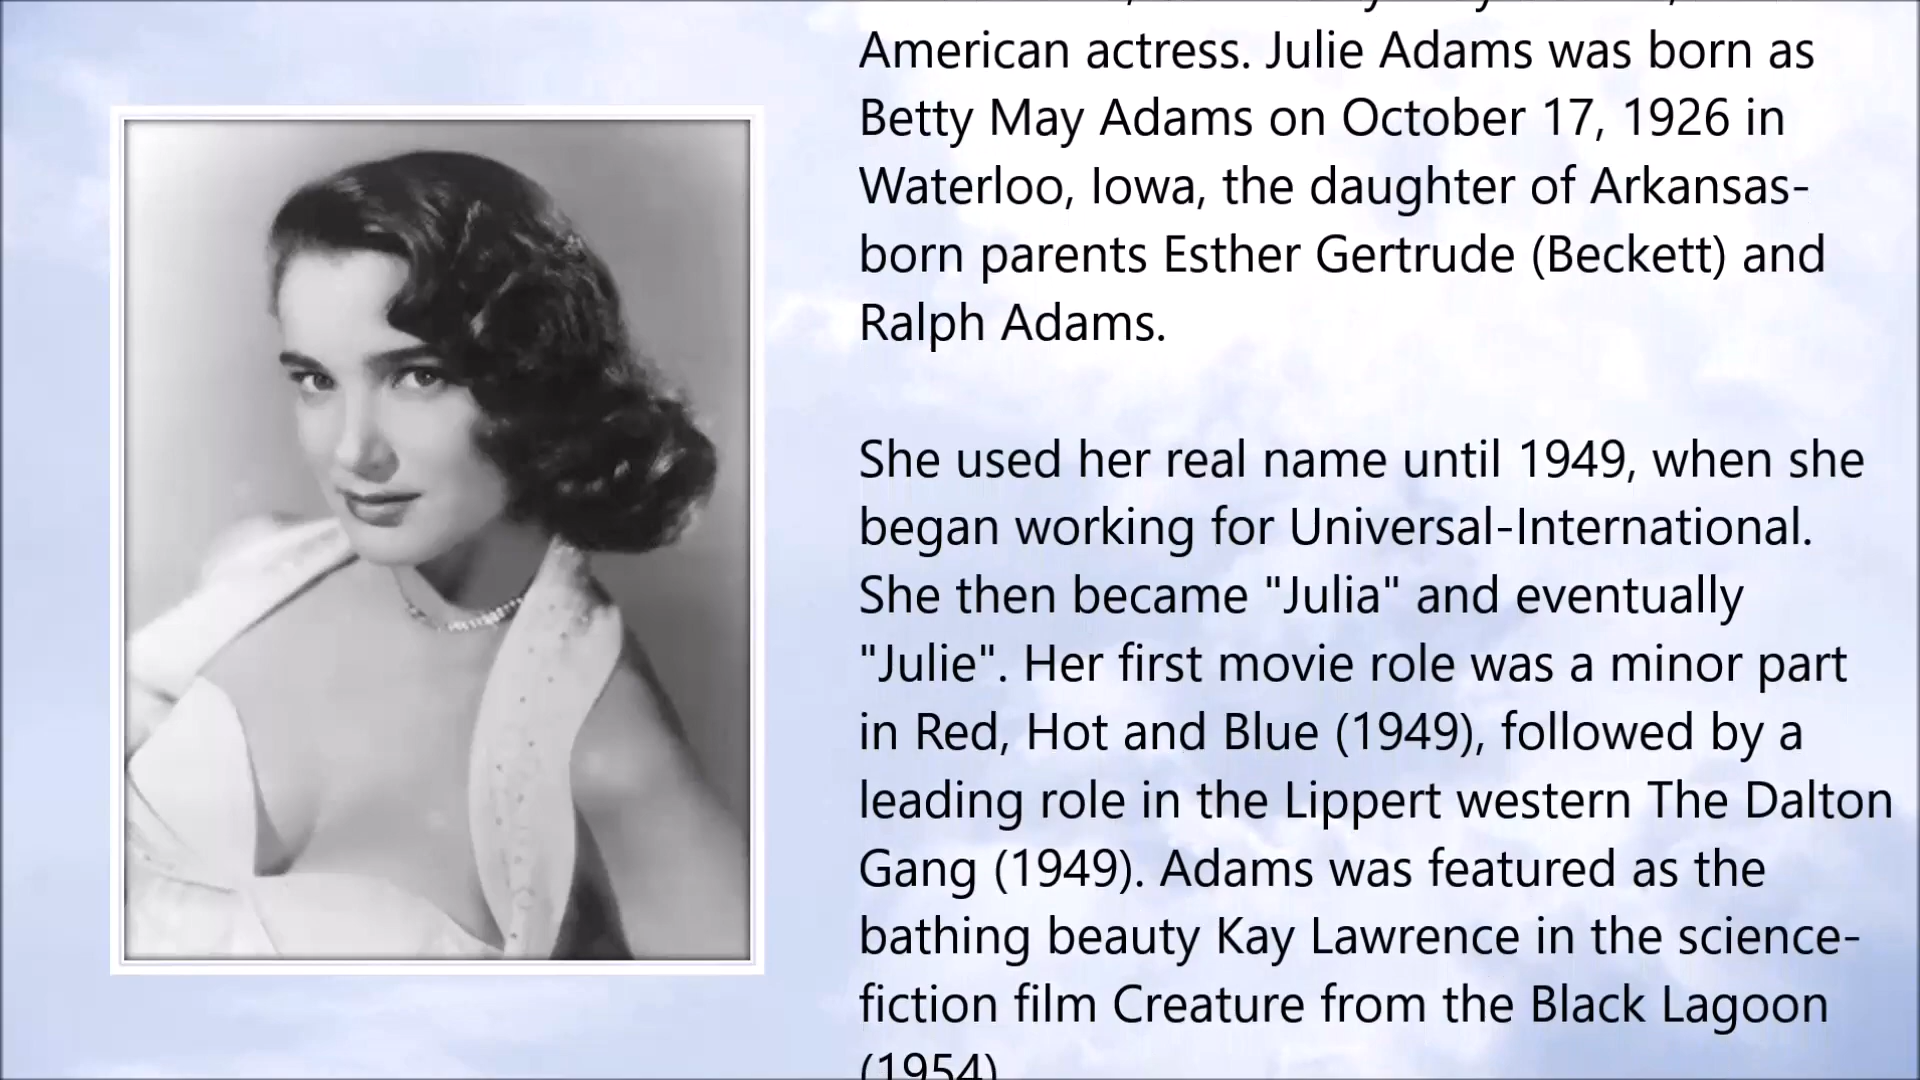 American actress. Julie Adams was born as
Betty May Adams on October 17, 1926 in
Waterloo, Iowa, the daughter of Arkansas-
born parents Esther Gertrude (Beckett) and
Ralph Adams.
She used her real name until 1949, when she
began working for Universal-International.
She then became "Julia" and eventually
"Julie". Her first movie role was a minor part
in Red, Hot and Blue (1949), followed by a
leading role in the Lippert western The Dalton
Gang (1949). Adams was featured as the
bathing beauty Kay Lawrence in the science-
fiction film Creature from the Black Lagoon
(1954)